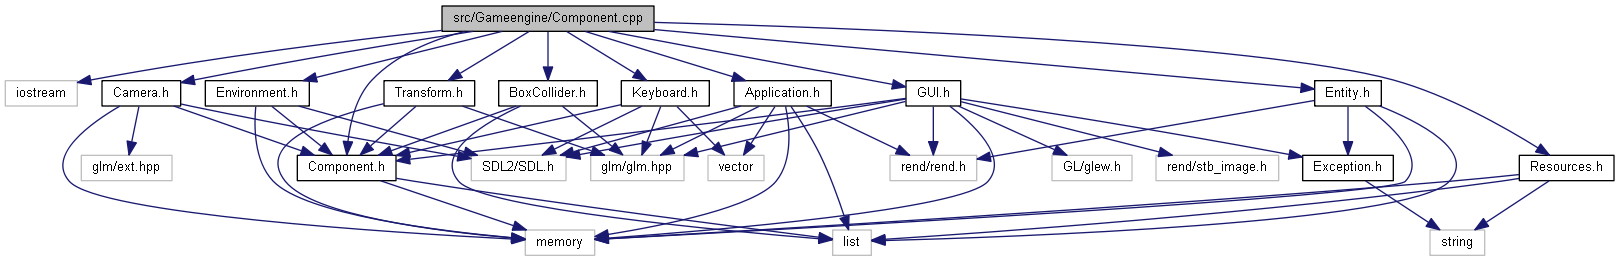 src/Gameengine/Component.cpp
iostream
Camera.h
Environment.h
Transform.h
BoxCollider.h
Keyboard.h
Application.h
GUI.h
Entity.h
glm/ext.hpp
Component.h
SDL2/SDL.h
glm/glm.hpp
vector
rend/rend.h
GL/glew.h
rend/stb_image.h
Exception.h
Resources.h
memory
list
string